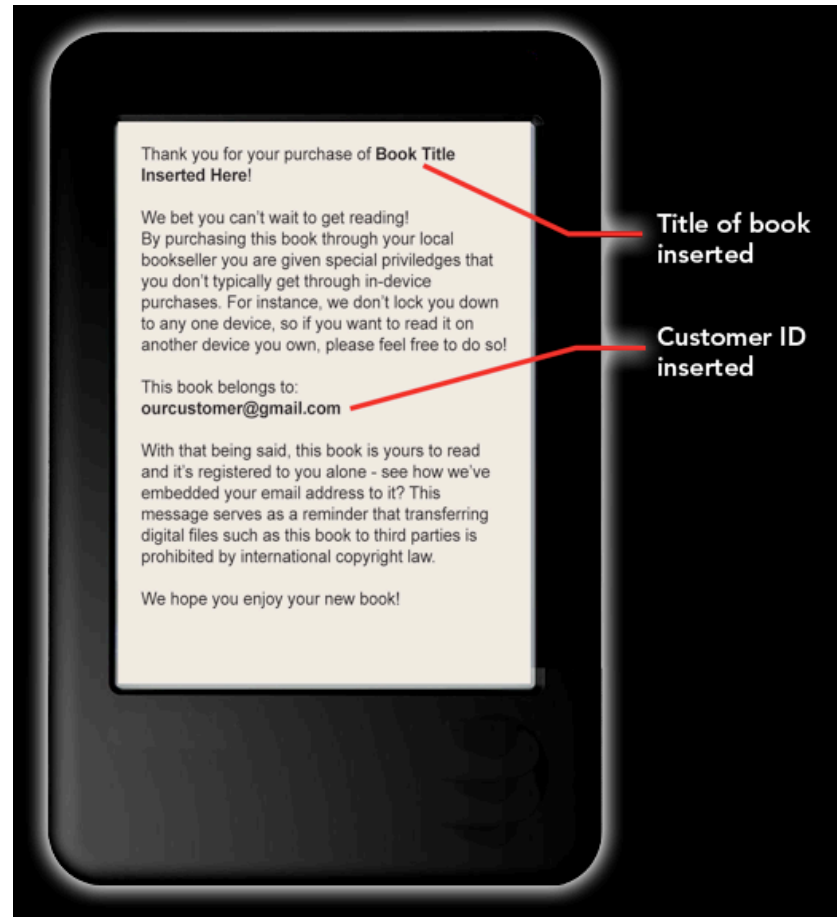 Thank you for your purchase of Book Title
Inserted Here!
We bet you can't wait to get reading!
By purchasing this book through your local
bookseller you are given special priviledges that
you don't typically get through in-device
purchases. For instance, we don't lock you down
to any one device, so if you want to read it on
another device you own, please feel free to do so!
This book belongs to:
ourcustomer@gmail.com
With that being said, this book is yours to read
and it's registered to you alone - see how we've
embedded your email address to it? This
message serves as a reminder that transferring
digital files such as this book to third parties is
prohibited by international copyright law.
We hope you enjoy your new book!
Title of book
inserted
Customer ID
inserted